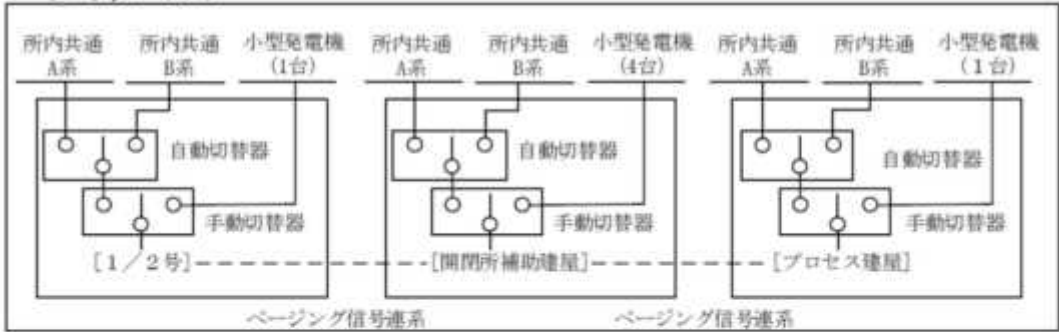 所内共通 所内共通 小型発電機 所内共通 所内共通 小型発電機 所内共通 所内共通 小型発電機
A系 B系 (1台) A系 B系 (4台) A系 B系 (1台)
自動切替器 自動切替器 自動切替器
手動切替器 手動切替器 手動切替器
[1/2号] [開閉所補助建屋] [プロセス建屋]
ページング信号連系 ページング信号連系